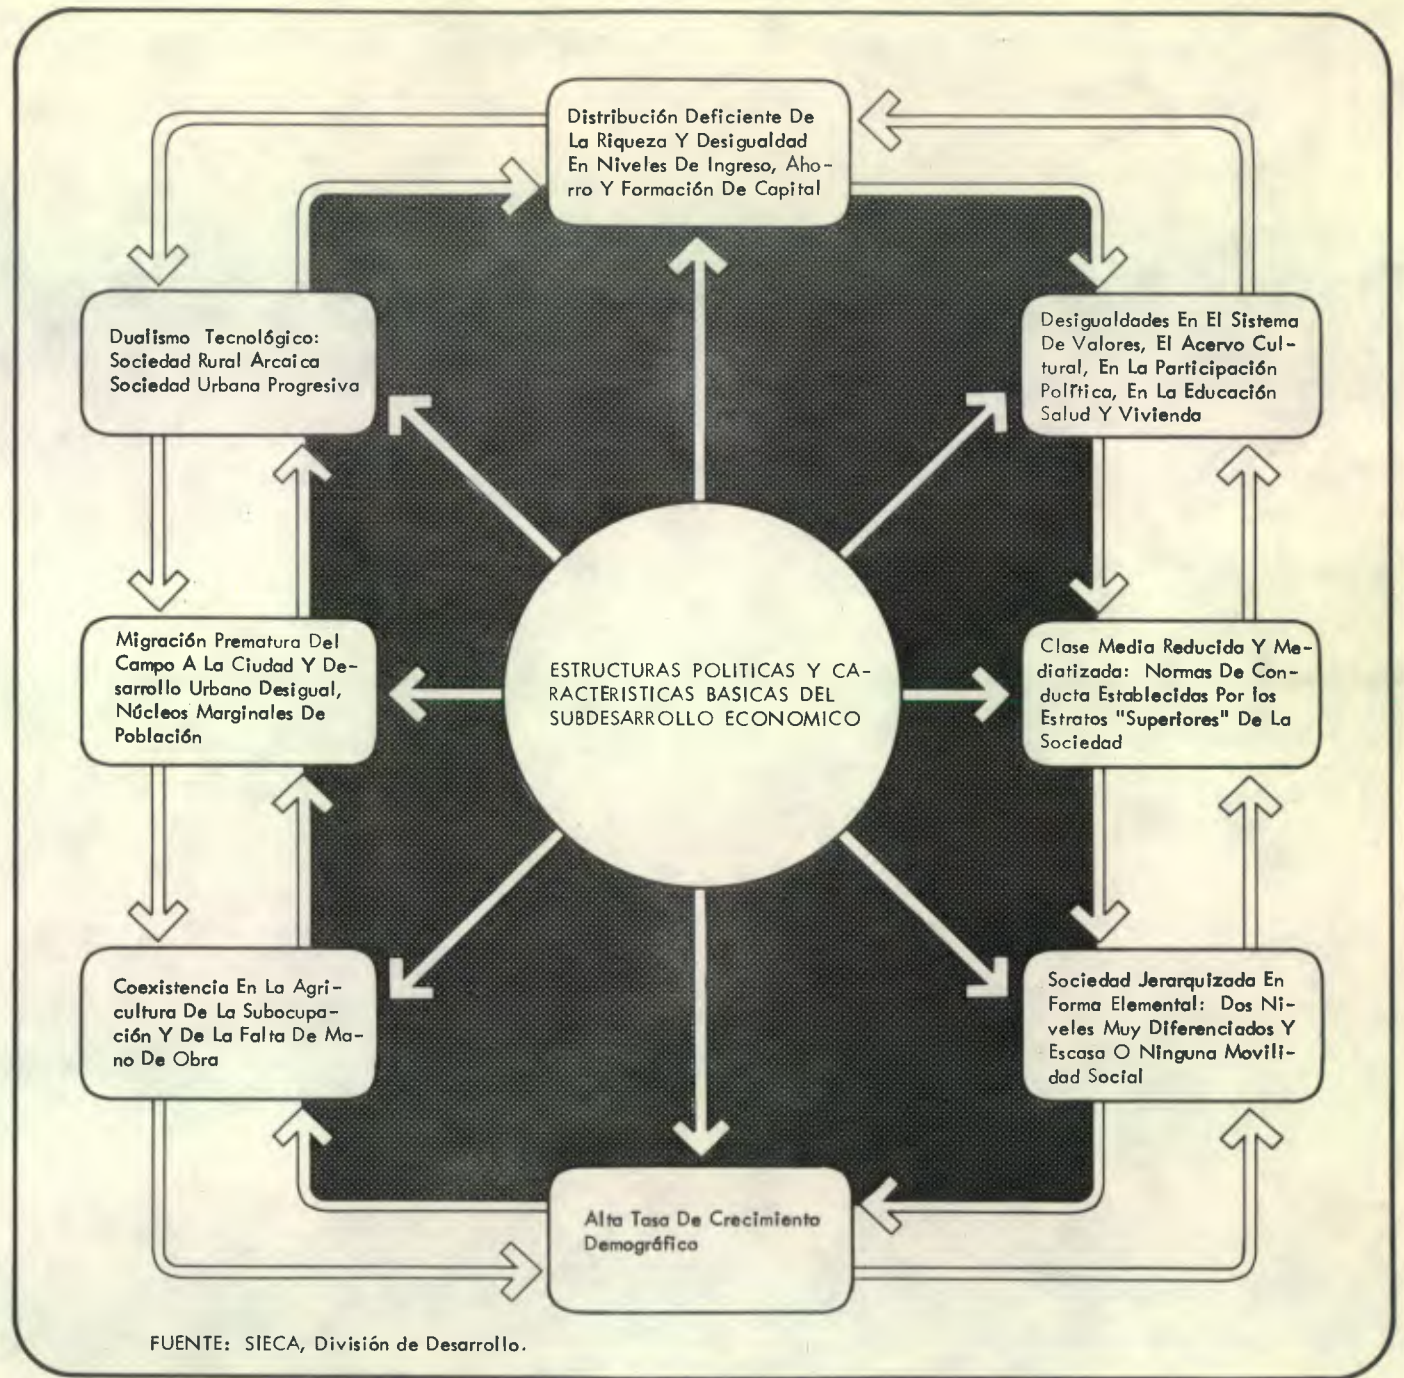 Distribución Deficiente De
La Riqueza Y Desigualdad
En Niveles De Ingreso, Aho-
rro Y Formación De Capital
Dualismo Tecnológico:
Sociedad Rural Arcaica
Sociedad Urbana Progresiva
Desigualdades En El Sistema
De Valores, El Acervo Cul-
tural, En La Participación
Política, En La Educación
Salud Y Vivienda
Migración Prematura Del
Campo A La Ciudad Y De-
sarrollo Urbano Desigual,
Núcleos Marginales De
Población
ESTRUCTURAS POLITICAS Y CA-
RACTERISTICAS BASICAS DEL
SUBDESARROLLO ECONOMICO
Clase Media Reducida Y Me-
diatizada: Normas De Con-
ducta Establecidas Por los
Estratos "Superiores" De La
Sociedad
Coexistencia En La Agri-
cultura De La Subocupa-
ción Y De La Falta De Ma-
no De Obra
Sociedad Jerarquizada En
Forma Elemental: Dos Ni-
veles Muy Diferenciados Y
Escasa O Ninguna Movili-
dad Social
Alta Tasa De Crecimiento
Demográfico
FUENTE: SIECA, División de Desarrollo.